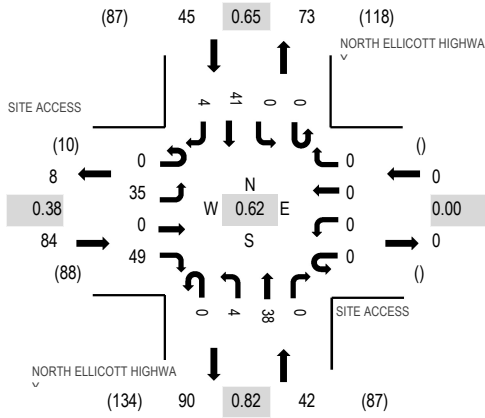 (87) 45 0.65 73 (118)
NORTH ELLICOTT HIGHWA
Y
SITE ACCESS
4 41 0 0
(10) 0 0 ()
8 0
35 N 0
0.38 W 0.62 E 0.00
0 0
84 S 0
49 0
(88) ()
0 4 38 0
SITE ACCESS
NORTH ELLICOTT HIGHWA
Y
(134) 90 0.82 42 (87)